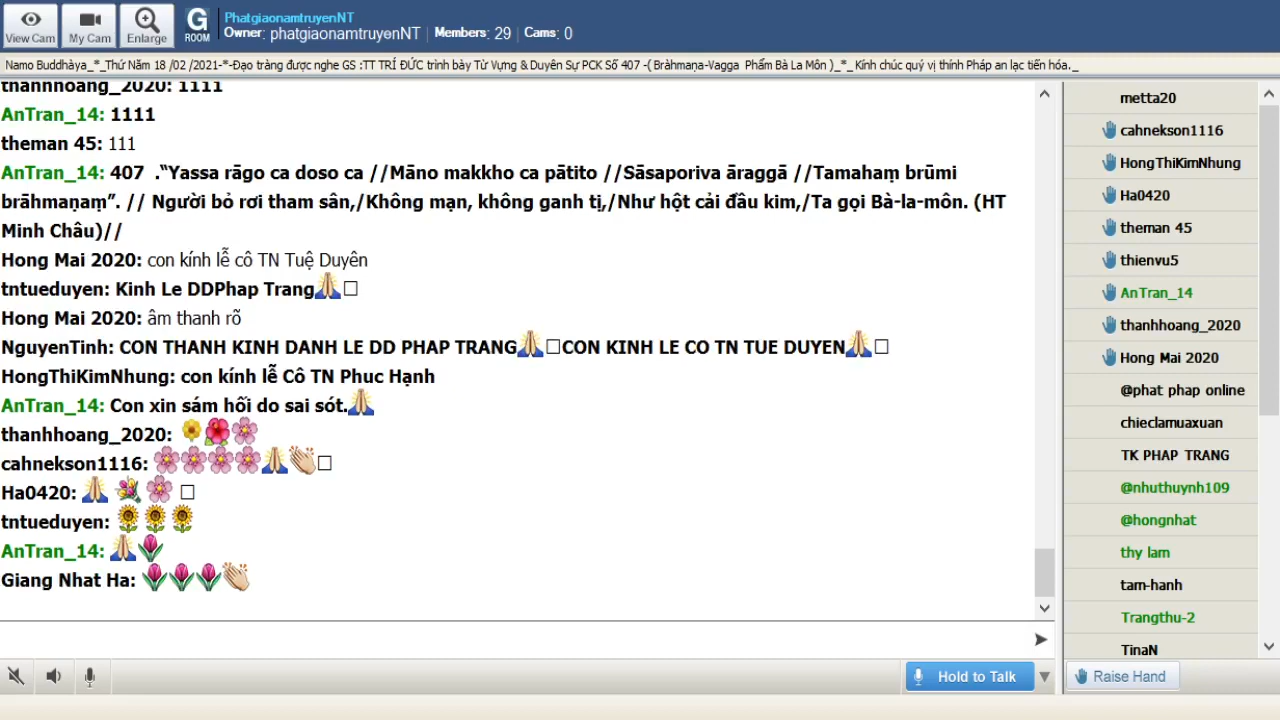 View Cam
My Cam
Enlarge
G
ROOM
PhatgiaonamtruyenNT
Owner: phatgiaonamtruyenNT Members: 29 Cams: 0
Namo Buddhàya_*_Thứ Năm 18 /02 /2021-*-Đạo tràng được nghe GS :TT TRÍ ĐỨC trình bày Từ Vựng & Duyên Sự PCK Số 407 -( Bràhmaṇa-Vagga Phẩm Bà La Môn )_*_ Kính chúc quý vị thính Pháp an lạc tiến hóa._
thanhhoang_2020: 1111
AnTran_14: 1111
theman 45: 111
AnTran_14: 407 .“Yassa rāgo ca doso ca //Māno makkho ca pātito //Sāsaporiva āraggā //Tamahaṃ brūmi
brāhmaṇaṃ”. // Người bỏ rơi tham sân,/Không mạn, không ganh tị,/Như hột cải đầu kim,/Ta gọi Bà-la-môn. (HT
Minh Châu)//
Hong Mai 2020: con kính lễ cô TN Tuệ Duyên
tntueduyen: Kinh Le DDPhap Trang🙏□
Hong Mai 2020: âm thanh rõ
NguyenTinh: CON THANH KINH DANH LE DD PHAP TRANG🙏□CON KINH LE CO TN TUE DUYEN🙏□
HongThiKimNhung: con kính lễ Cô TN Phuc Hạnh
AnTran_14: Con xin sám hối do sai sót.🙏
thanhhoang_2020: 🌼🌺🌸
cahnekson1116: 🌸🌸🌸🌸🙏👏□
Ha0420: 🙏 💐 🌸 □
tntueduyen: 🌻🌻🌻
AnTran_14: 🙏🌷
Giang Nhat Ha: 🌷🌷🌷👏
Hold to Talk
metta20
cahnekson1116
HongThiKimNhung
Ha0420
theman 45
thienvu5
AnTran_14
thanhhoang_2020
Hong Mai 2020
@phat phap online
chieclamuaxuan
TK PHAP TRANG
@nhuthuynh109
@hongnhat
thy lam
tam-hanh
Trangthu-2
TinaN
Raise Hand